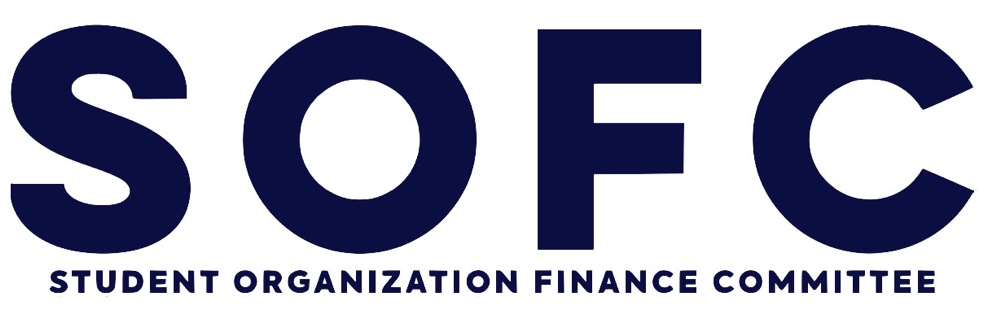 SOFC
STUDENT ORGANIZATION FINANCE COMMITTEE